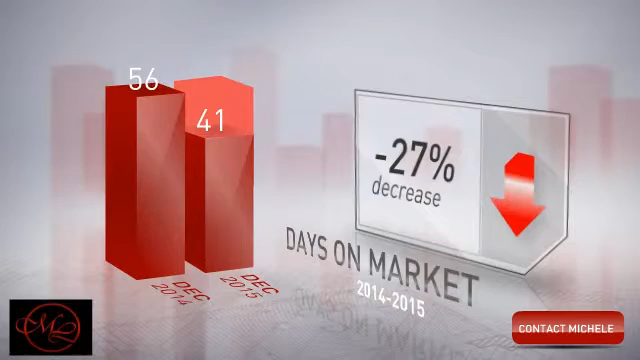 56
41
DEC
2014
DEC
2015
-27%
decrease
DAYS ON MARKET
2014-2015
CONTACT MICHELE